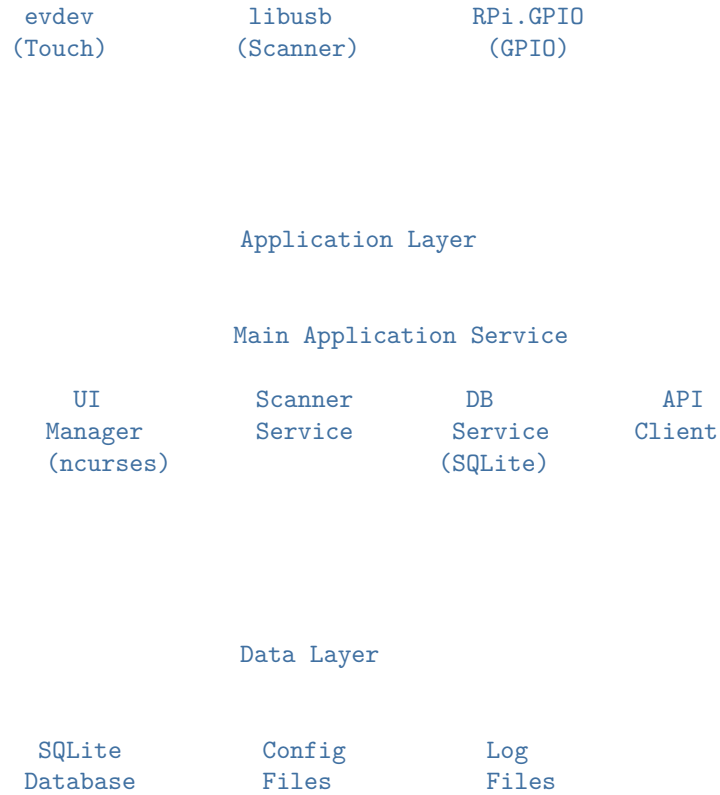 evdev libusb RPi.GPIO
(Touch) (Scanner) (GPIO)
Application Layer
Main Application Service
UI Scanner DB API
Manager Service Service Client
(ncurses) (SQLite)
Data Layer
SQLite Config Log
Database Files Files